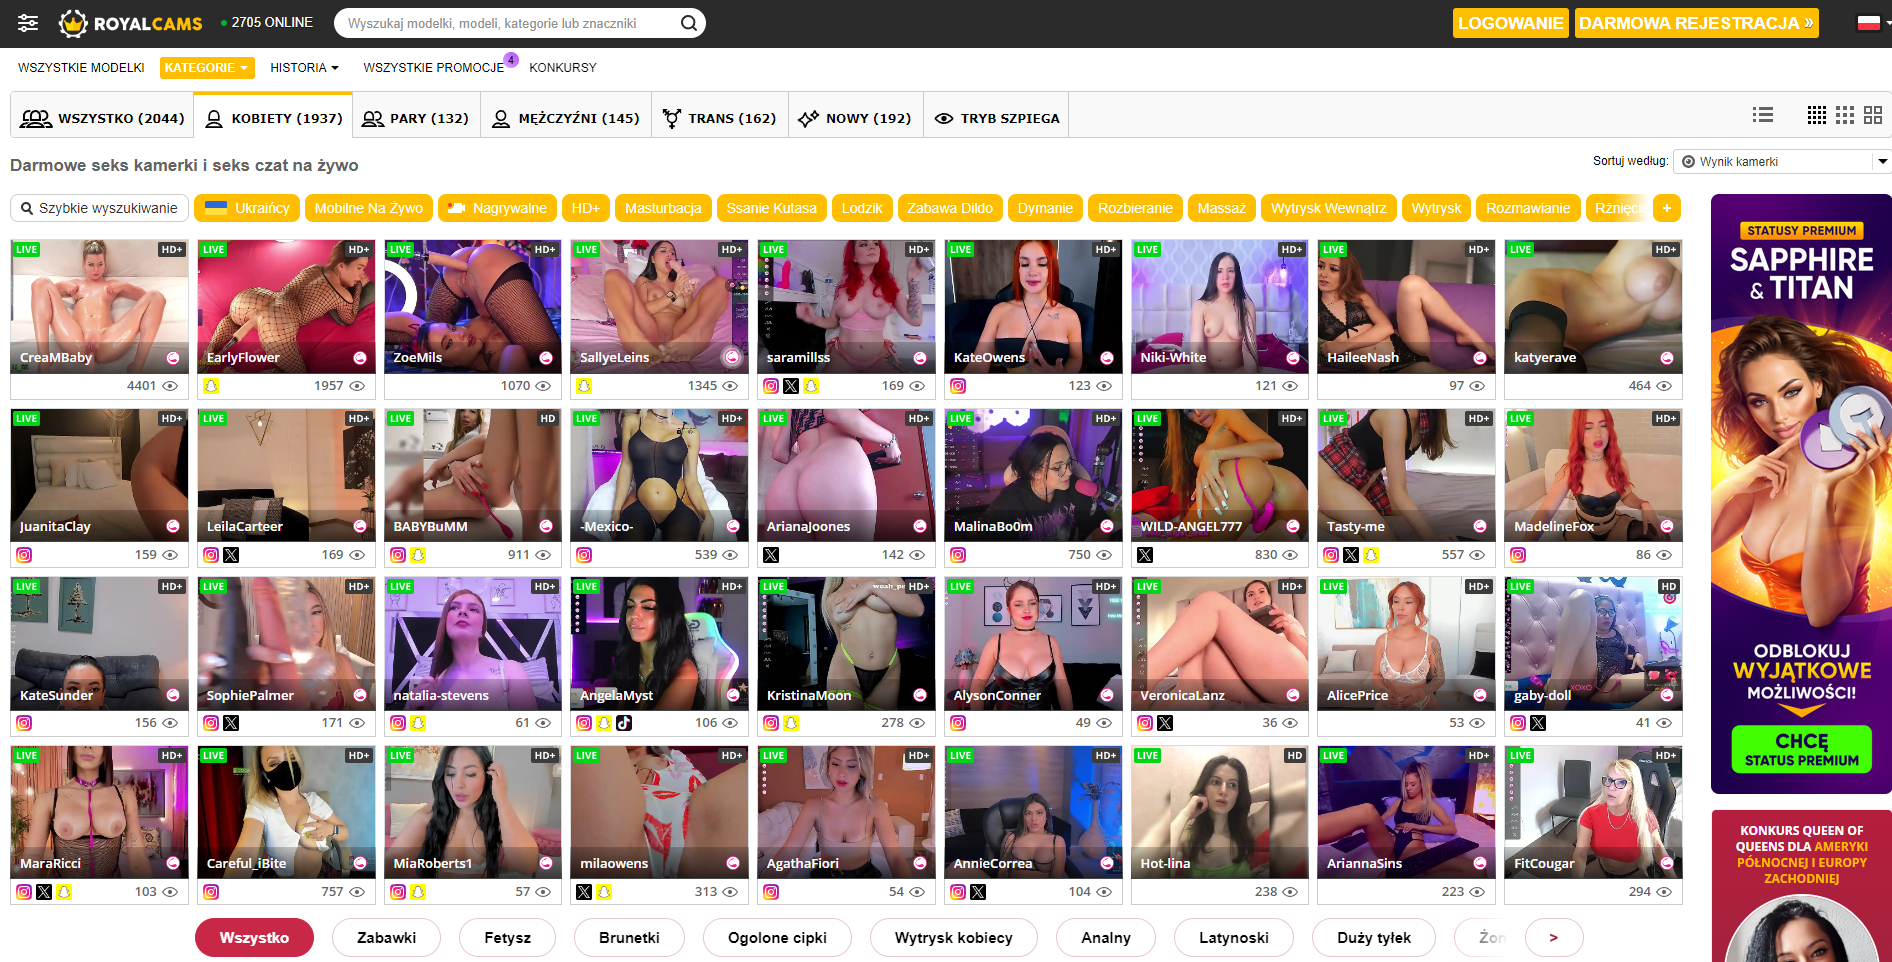 ROYALCAMS
2705 ONLINE
Wyszukaj modelki, modeli, kategorie lub znaczniki
LOGOWANIE
DARMOWA REJESTRACJA »
WSZYSTKIE MODELKI
KATEGORIE
HISTORIA
WSZYSTKIE PROMOCJE
4
KONKURSY
WSZYSTKO (2044)
KOBIETY (1937)
PARY (132)
MĘŻCZYŹNI (145)
TRANS (162)
NOWY (192)
TRYB SZPIEGA
Darmowe seks kamerki i seks czat na żywo
Sortuj według:
Wynik kamerki
Szybkie wyszukiwanie
Ukraińcy
Mobilne Na Żywo
Nagrywalne
HD+
Masturbacja
Ssanie Kutasa
Lodzik
Zabawa Dildo
Dymanie
Rozbieranie
Massaż
Wytrysk Wewnątrz
Wytrysk
Rozmawianie
+
LIVE HD+ LIVE HD+ LIVE HD+ LIVE HD+ LIVE HD+ LIVE HD+ LIVE HD+ LIVE HD+ LIVE HD+
CreaMBaby EarlyFlower ZoeMils SallyeLeins saramillss KateOwens Niki-White HaileeNash katyerave
4401 1957 1070 1345 169 123 121 97 464
LIVE HD+ LIVE HD+ LIVE HD LIVE HD+ LIVE HD+ LIVE HD+ LIVE HD+ LIVE HD+ LIVE HD+
JuanitaClay LeilaCarteer BABYBuMM -Mexico- ArianaJoones MalinaBo0m WILD-ANGEL777 Tasty-me MadelineFox
159 169 911 539 142 750 830 557 86
LIVE HD+ LIVE HD+ LIVE HD+ LIVE HD+ LIVE HD+ LIVE HD+ LIVE HD+ LIVE HD+ LIVE HD
KateSunder SophiePalmer natalia-stevens AngelaMyst KristinaMoon AlysonConner VeronicaLanz AlicePrice gaby-doll
156 171 61 106 278 49 36 53 41
LIVE HD+ LIVE HD+ LIVE HD+ LIVE HD+ LIVE HD+ LIVE HD+ LIVE HD LIVE HD+ LIVE HD+
MaraRicci Careful_iBite MiaRoberts1 milaowens AgathaFiori AnnieCorrea Hot-lina AriannaSins FitCougar
103 757 57 313 54 104 238 223 294
Wszystko
Zabawki
Fetysz
Brunetki
Ogolone cipki
Wytrysk kobiecy
Analny
Latynoski
Duży tyłek
>
STATUSY PREMIUM
SAPPHIRE
& TITAN
ODBLOKUJ
WYJĄTKOWE
MOŻLIWOŚCI!
CHCĘ
STATUS PREMIUM
KONKURS QUEEN OF
QUEENS DLA AMERYKI
PÓŁNOCNEJ I EUROPY
ZACHODNIEJ